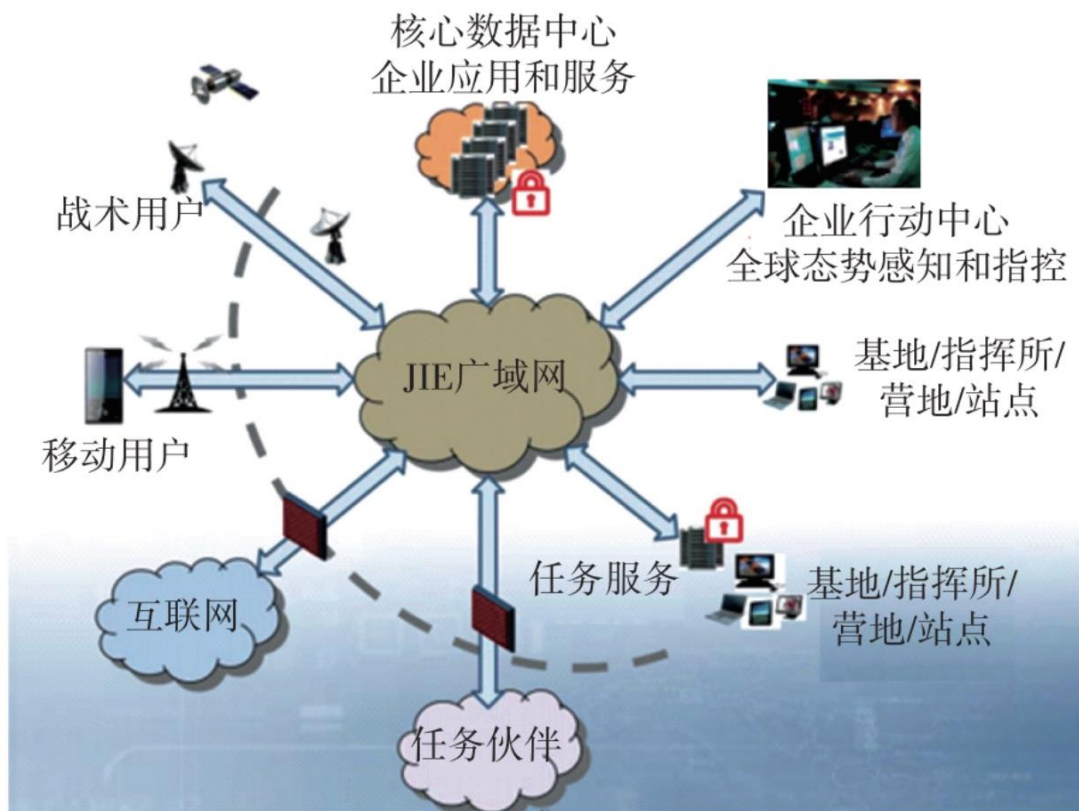 核心数据中心
企业应用和服务
战术用户
企业行动中心
全球态势感知和指控
JIE广域网
基地/指挥所/
营地/站点
移动用户
任务服务
基地/指挥所/
营地/站点
互联网
任务伙伴